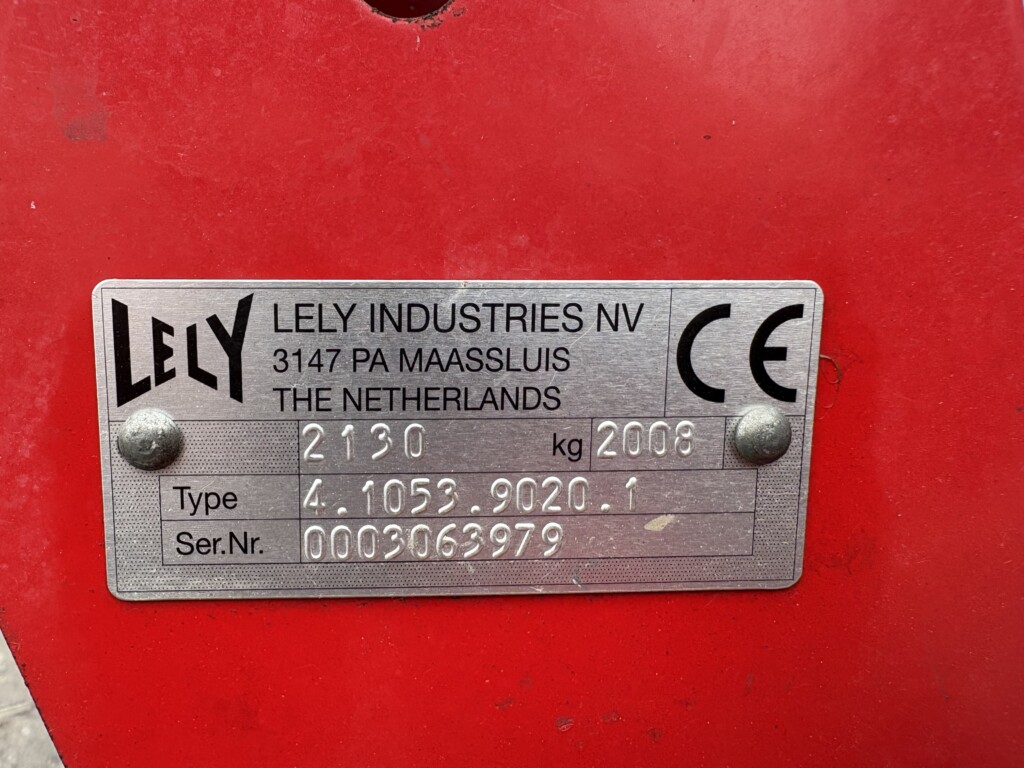 LELY
LELY INDUSTRIES NV
3147 PA MAASSLUIS
THE NETHERLANDS
CE
2130 kg 2008
Type 4.1053.9020.1
Ser.Nr. 0003063979